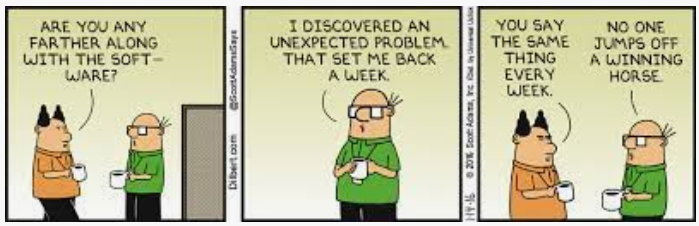 ARE YOU ANY
FARTHER ALONG
WITH THE SOFT-
WARE?
Dilbert.com @ScottAdamsSays
I DISCOVERED AN
UNEXPECTED PROBLEM
THAT SET ME BACK
A WEEK.
1-14-16 © 2016 Scott Adams, Inc. /Dist. by Universal Uclick
YOU SAY
THE SAME
THING
EVERY
WEEK.
NO ONE
JUMPS OFF
A WINNING
HORSE.